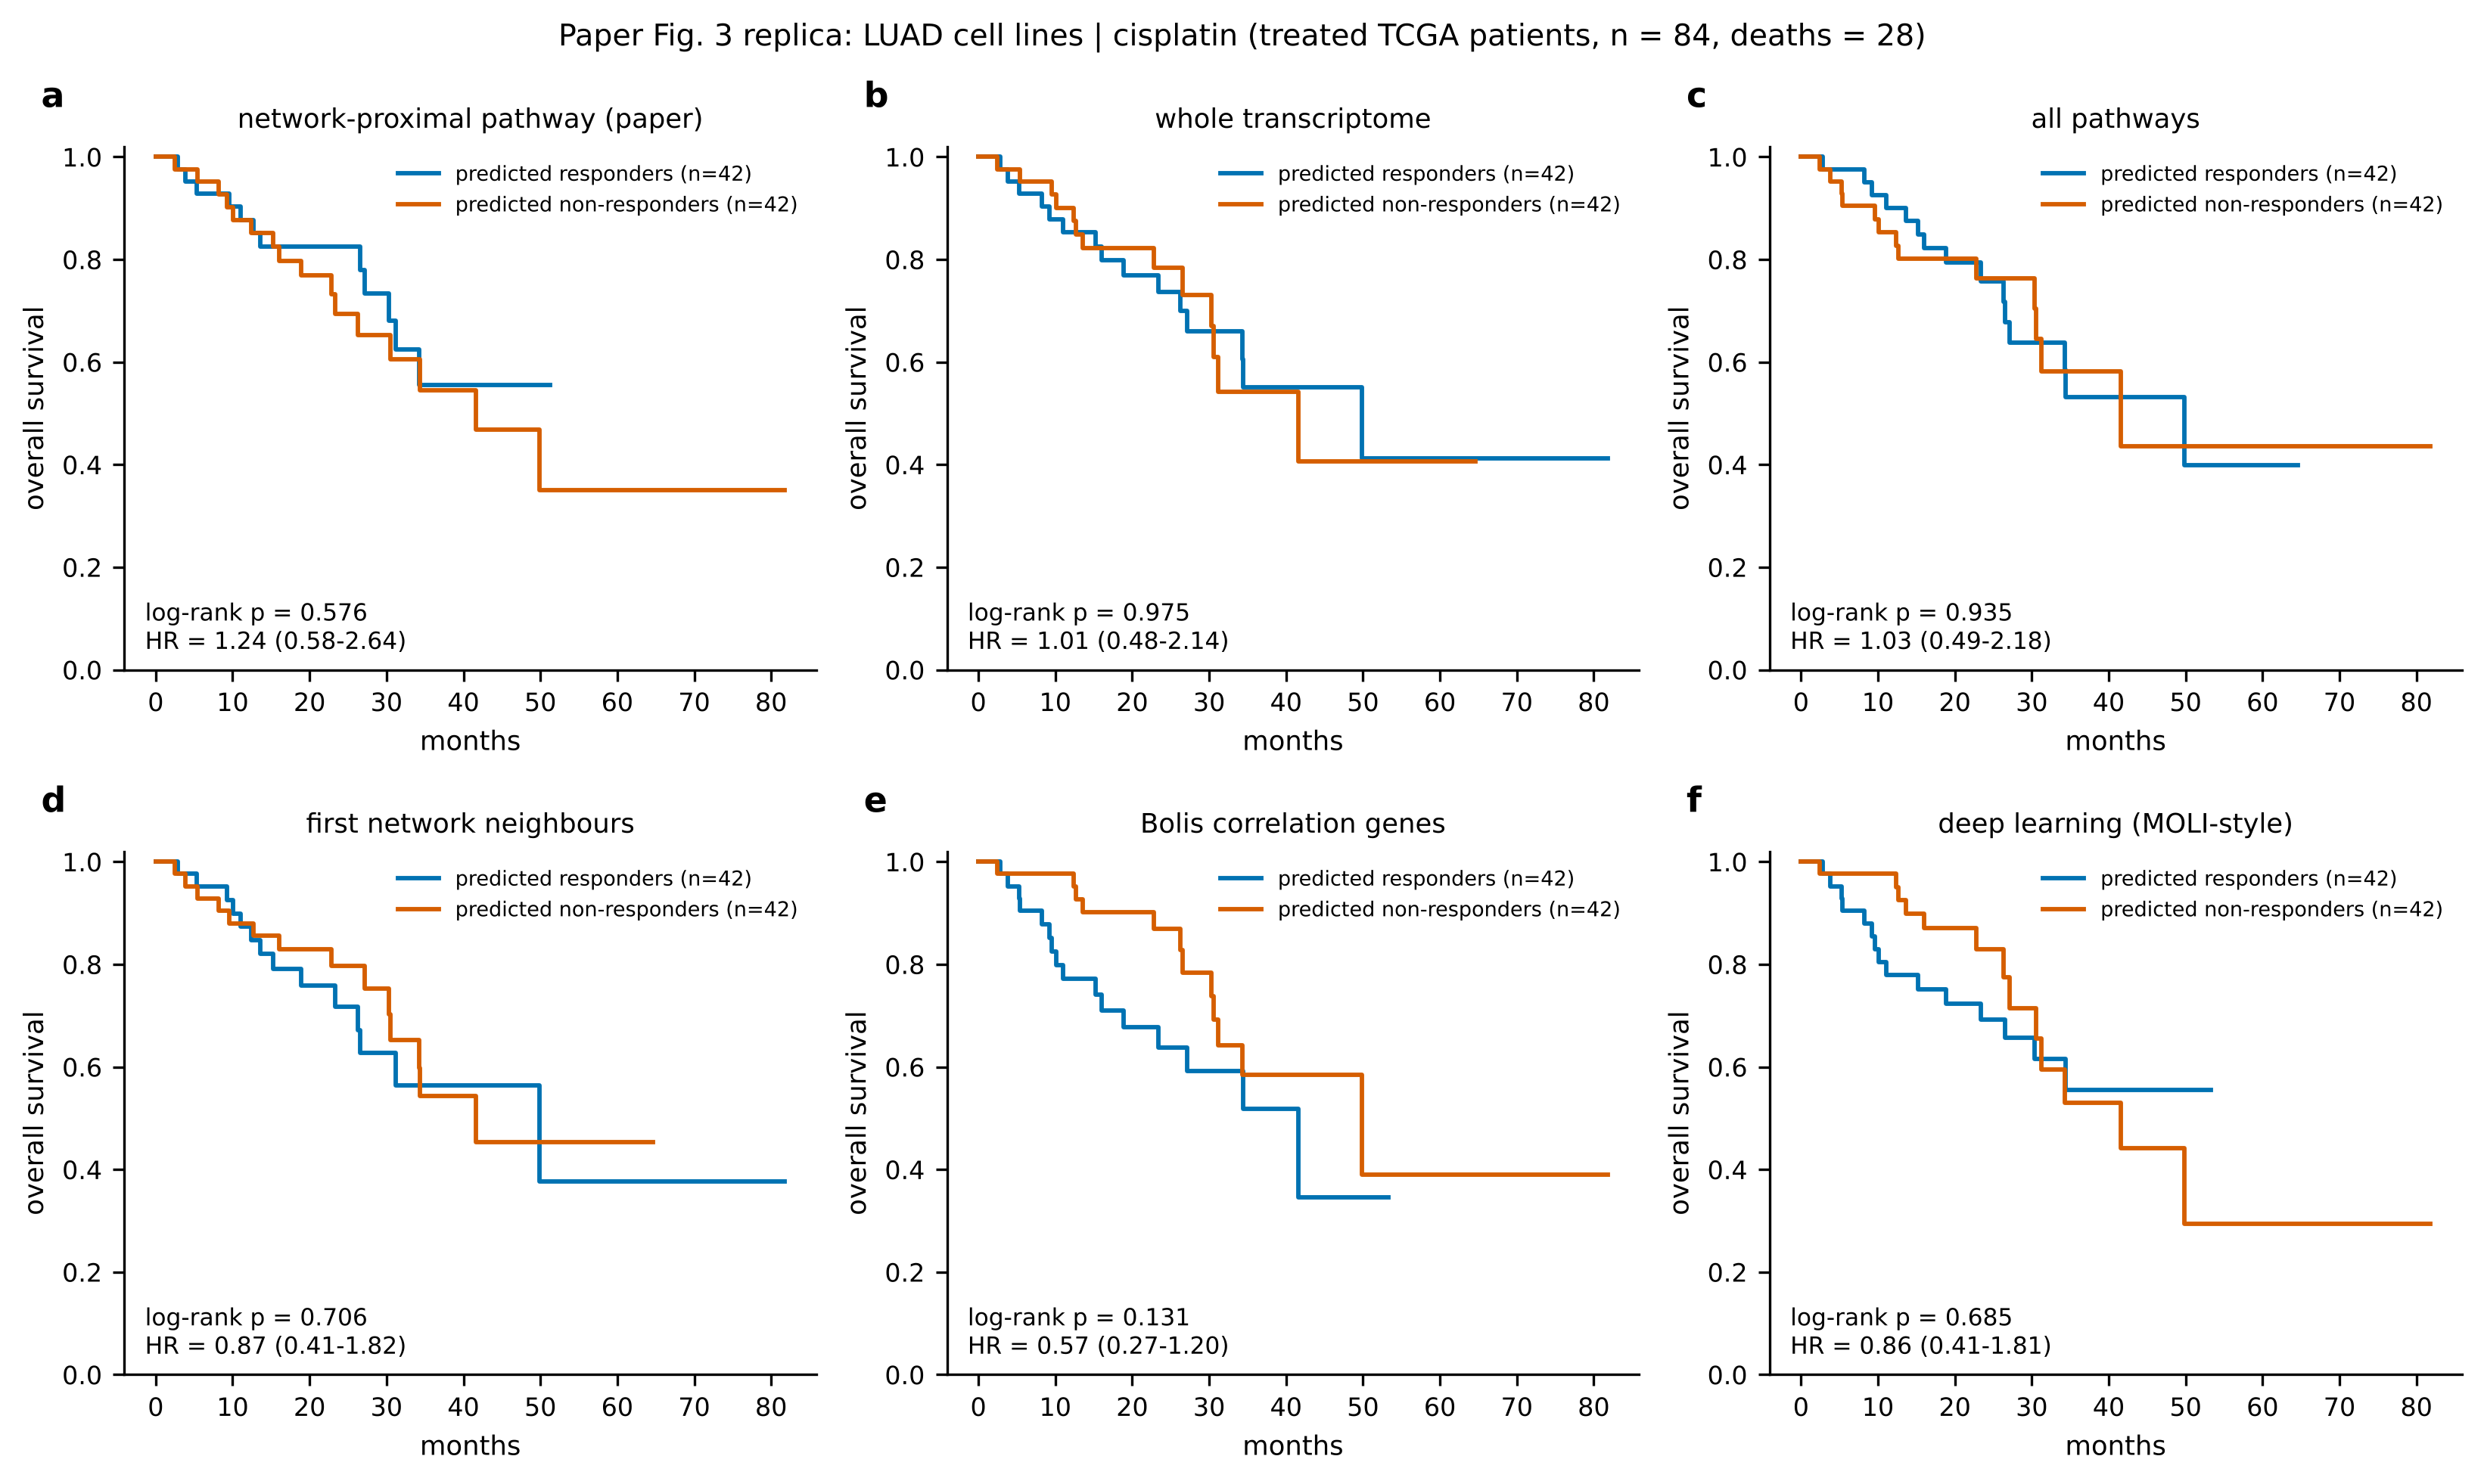 Paper Fig. 3 replica: LUAD cell lines | cisplatin (treated TCGA patients, n = 84, deaths = 28)
a
network-proximal pathway (paper)
predicted responders (n=42)
predicted non-responders (n=42)
overall survival
1.0
0.8
0.6
0.4
0.2
0.0
log-rank p = 0.576
HR = 1.24 (0.58-2.64)
0 10 20 30 40 50 60 70 80
months
b
whole transcriptome
predicted responders (n=42)
predicted non-responders (n=42)
overall survival
1.0
0.8
0.6
0.4
0.2
0.0
log-rank p = 0.975
HR = 1.01 (0.48-2.14)
0 10 20 30 40 50 60 70 80
months
c
all pathways
predicted responders (n=42)
predicted non-responders (n=42)
overall survival
1.0
0.8
0.6
0.4
0.2
0.0
log-rank p = 0.935
HR = 1.03 (0.49-2.18)
0 10 20 30 40 50 60 70 80
months
d
first network neighbours
predicted responders (n=42)
predicted non-responders (n=42)
overall survival
1.0
0.8
0.6
0.4
0.2
0.0
log-rank p = 0.706
HR = 0.87 (0.41-1.82)
0 10 20 30 40 50 60 70 80
months
e
Bolis correlation genes
predicted responders (n=42)
predicted non-responders (n=42)
overall survival
1.0
0.8
0.6
0.4
0.2
0.0
log-rank p = 0.131
HR = 0.57 (0.27-1.20)
0 10 20 30 40 50 60 70 80
months
f
deep learning (MOLI-style)
predicted responders (n=42)
predicted non-responders (n=42)
overall survival
1.0
0.8
0.6
0.4
0.2
0.0
log-rank p = 0.685
HR = 0.86 (0.41-1.81)
0 10 20 30 40 50 60 70 80
months